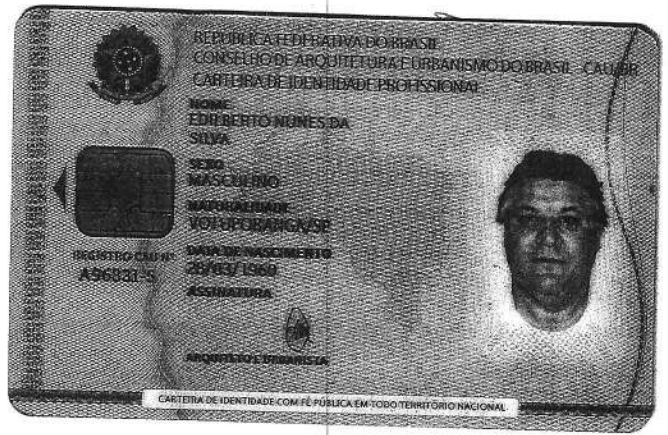 REPÚBLICA FEDERATIVA DO BRASIL
CONSELHO DE ARQUITETURA E URBANISMO DO BRASIL - CAU/BR
CARTEIRA DE IDENTIDADE PROFISSIONAL
NOME
EDILBERTO NUNES DA
SILVA
SEXO
MASCULINO
NATURALIDADE
VOTUPORANGA/SP
DATA DE NASCIMENTO
28/03/1960
ASSINATURA
ARQUITETO E URBANISTA
REGISTRO CAU Nº
A96831-5
CARTEIRA DE IDENTIDADE COM FÉ PÚBLICA EM TODO TERRITÓRIO NACIONAL